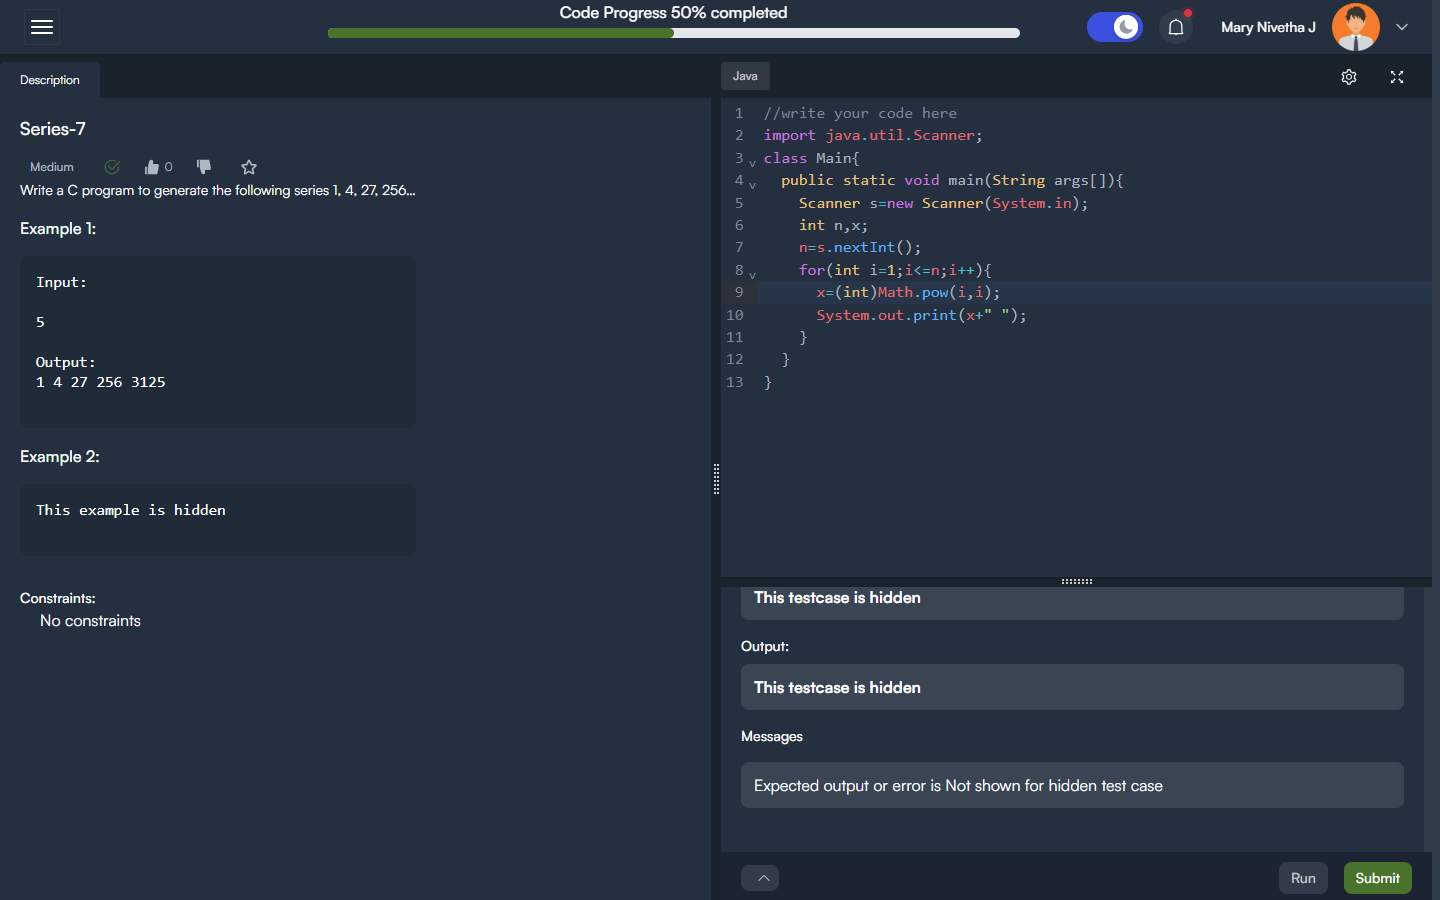 Code Progress 50% completed
Mary Nivetha J
Description
Series-7
Medium
0
Write a C program to generate the following series 1, 4, 27, 256...
Example 1:
Input:
5
Output:
1 4 27 256 3125
Example 2:
This example is hidden
Constraints:
No constraints
Java
1 //write your code here
2 import java.util.Scanner;
3 class Main{
4 public static void main(String args[]){
5 Scanner s=new Scanner(System.in);
6 int n,x;
7 n=s.nextInt();
8 for(int i=1;i<=n;i++){
9 x=(int)Math.pow(i,i);
10 System.out.print(x+" ");
11 }
12 }
13 }
This testcase is hidden
Output:
This testcase is hidden
Messages
Expected output or error is Not shown for hidden test case
Run
Submit